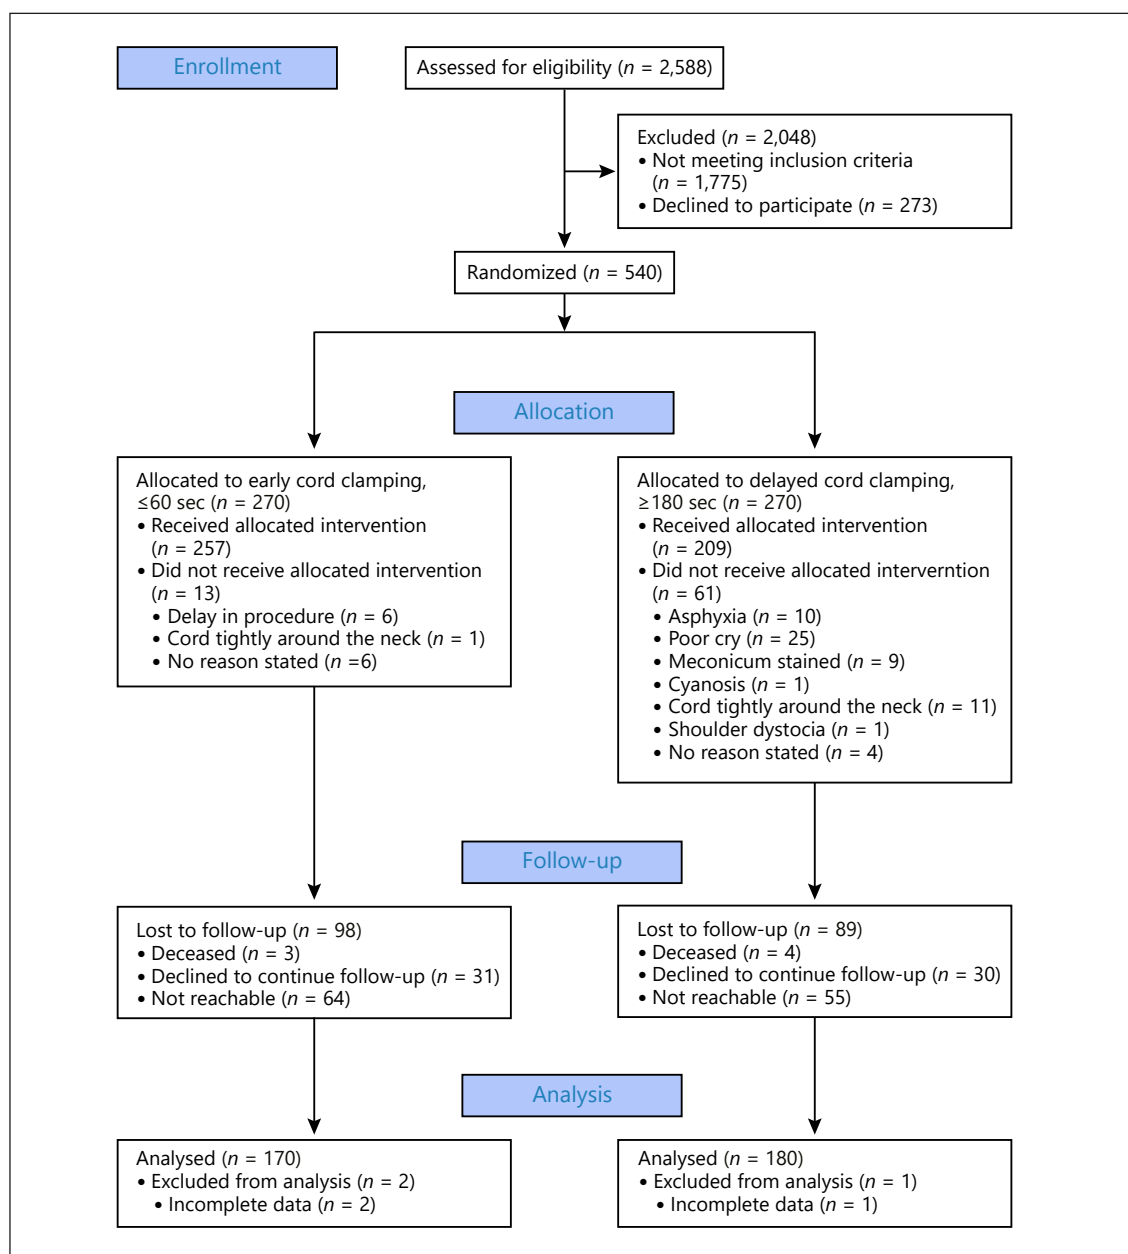 Enrollment
Assessed for eligibility (n = 2,588)
Excluded (n = 2,048)
• Not meeting inclusion criteria
(n = 1,775)
• Declined to participate (n = 273)
Randomized (n = 540)
Allocation
Allocated to early cord clamping,
≤60 sec (n = 270)
• Received allocated intervention
(n = 257)
• Did not receive allocated intervention
(n = 13)
• Delay in procedure (n = 6)
• Cord tightly around the neck (n = 1)
• No reason stated (n =6)
Allocated to delayed cord clamping,
≥180 sec (n = 270)
• Received allocated intervention
(n = 209)
• Did not receive allocated interverntion
(n = 61)
• Asphyxia (n = 10)
• Poor cry (n = 25)
• Meconicum stained (n = 9)
• Cyanosis (n = 1)
• Cord tightly around the neck (n = 11)
• Shoulder dystocia (n = 1)
• No reason stated (n = 4)
Follow-up
Lost to follow-up (n = 98)
• Deceased (n = 3)
• Declined to continue follow-up (n = 31)
• Not reachable (n = 64)
Lost to follow-up (n = 89)
• Deceased (n = 4)
• Declined to continue follow-up (n = 30)
• Not reachable (n = 55)
Analysis
Analysed (n = 170)
• Excluded from analysis (n = 2)
• Incomplete data (n = 2)
Analysed (n = 180)
• Excluded from analysis (n = 1)
• Incomplete data (n = 1)